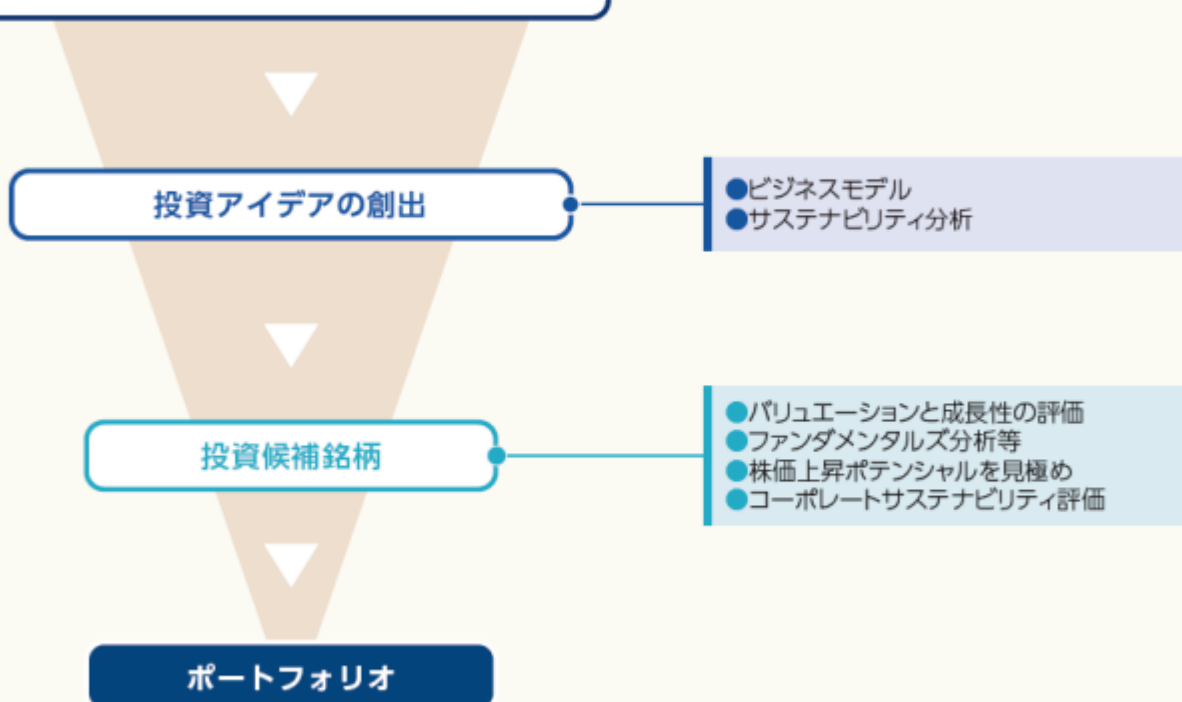 投資アイデアの創出
●ビジネスモデル
●サステナビリティ分析
投資候補銘柄
●バリュエーションと成長性の評価
●ファンダメンタルズ分析等
●株価上昇ポテンシャルを見極め
●コーポレートサステナビリティ評価
ポートフォリオ